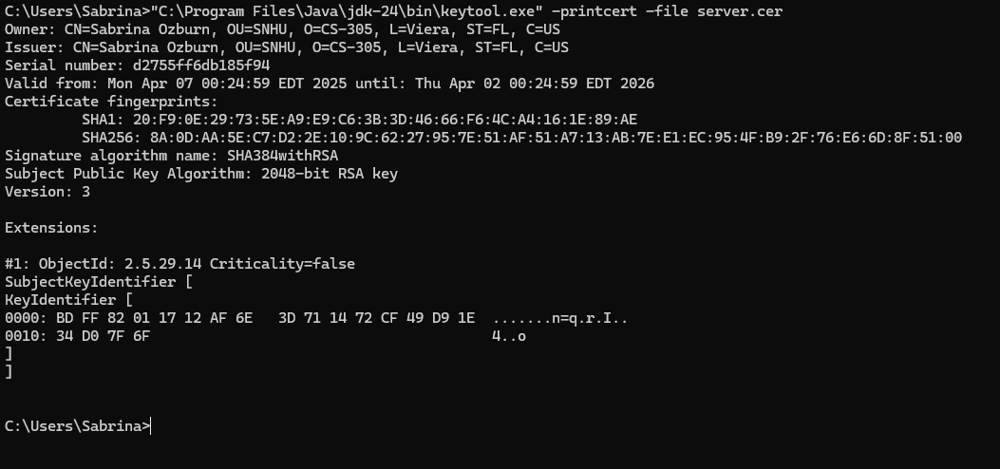 C:\Users\Sabrina>"C:\Program Files\Java\jdk-24\bin\keytool.exe" -printcert -file server.cer
Owner: CN=Sabrina Ozburn, OU=SNHU, O=CS-305, L=Viera, ST=FL, C=US
Issuer: CN=Sabrina Ozburn, OU=SNHU, O=CS-305, L=Viera, ST=FL, C=US
Serial number: d2755ff6db185f94
Valid from: Mon Apr 07 00:24:59 EDT 2025 until: Thu Apr 02 00:24:59 EDT 2026
Certificate fingerprints:
         SHA1: 20:F9:0E:29:73:5E:A9:E9:C6:3B:3D:46:66:F6:4C:A4:16:1E:89:AE
         SHA256: 8A:0D:AA:5E:C7:D2:2E:10:9C:62:27:95:7E:51:AF:51:A7:13:AB:7E:E1:EC:95:4F:B9:2F:76:E6:6D:8F:51:00
Signature algorithm name: SHA384withRSA
Subject Public Key Algorithm: 2048-bit RSA key
Version: 3
Extensions:
#1: ObjectId: 2.5.29.14 Criticality=false
SubjectKeyIdentifier [
KeyIdentifier [
0000: BD FF 82 01 17 12 AF 6E   3D 71 14 72 CF 49 D9 1E  .......n=q.r.I..
0010: 34 D0 7F 6F                                        4..o
]
]
C:\Users\Sabrina>